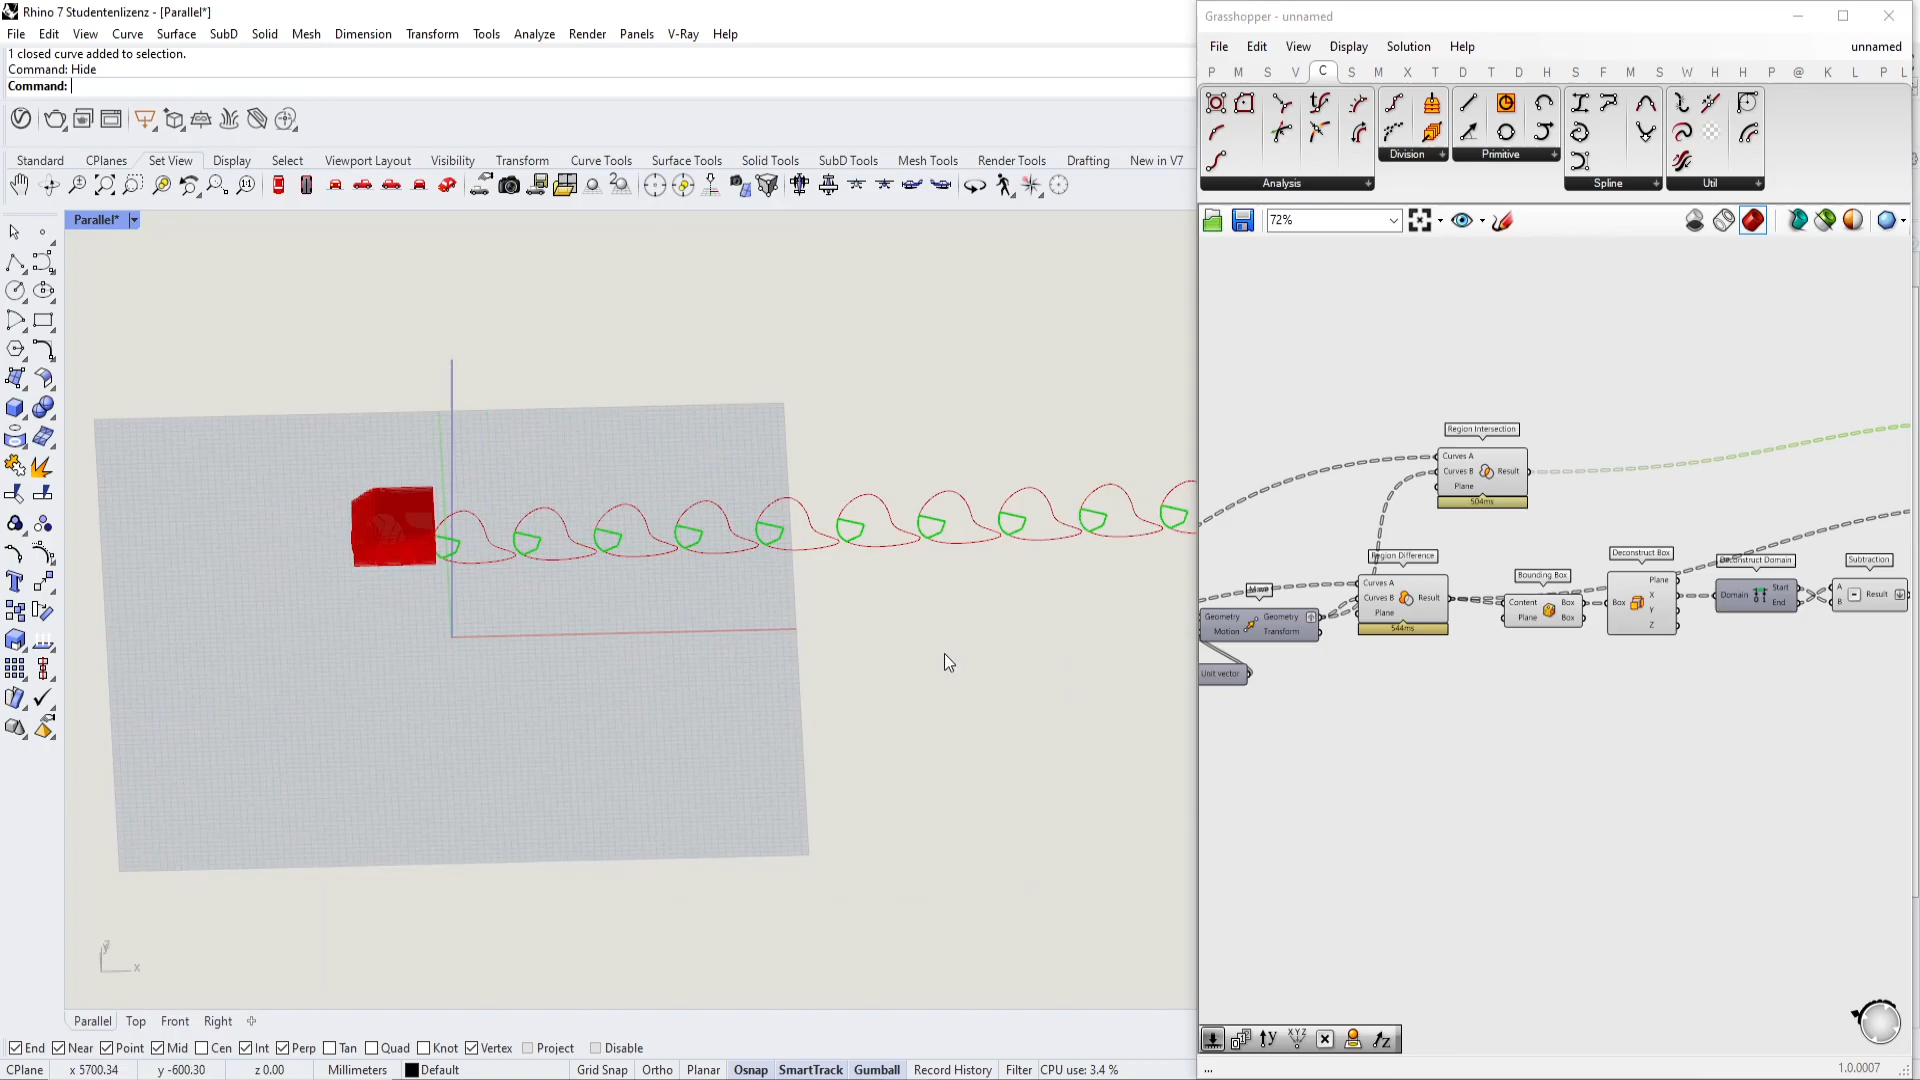 Rhino 7 Studentenlizenz - [Parallel*]
File Edit View Curve Surface SubD Solid Mesh Dimension Transform Tools Analyze Render Panels V-Ray Help
1 closed curve added to selection.
Command: Hide
Command:
Standard CPlanes Set View Display Select Viewport Layout Visibility Transform Curve Tools Surface Tools Solid Tools SubD Tools Mesh Tools Render Tools Drafting New in V7
Parallel*
y
x
Parallel Top Front Right
End Near Point Mid Cen Int Perp Tan Quad Knot Vertex Project Disable
CPlane x 5700.34 y -600.30 z 0.00 Millimeters Default Grid Snap Ortho Planar Osnap SmartTrack Gumball Record History Filter CPU use: 3.4 %
Grasshopper - unnamed
File Edit View Display Solution Help unnamed
P M S V C S M X T D T D H S F M S W H H P @ K L P L
Analysis
Division
Primitive
Spline
Util
72%
Region Intersection
Curves A
Curves B Result
Plane
504ms
Move
Geometry Geometry
Motion Transform
Unit vector
Region Difference
Curves A
Curves B Result
Plane
544ms
Bounding Box
Content Box
Plane Box
Deconstruct Box
Plane
Box X
Y
Z
Deconstruct Domain
Domain Start
End
Subtraction
A
B Result
...
1.0.0007